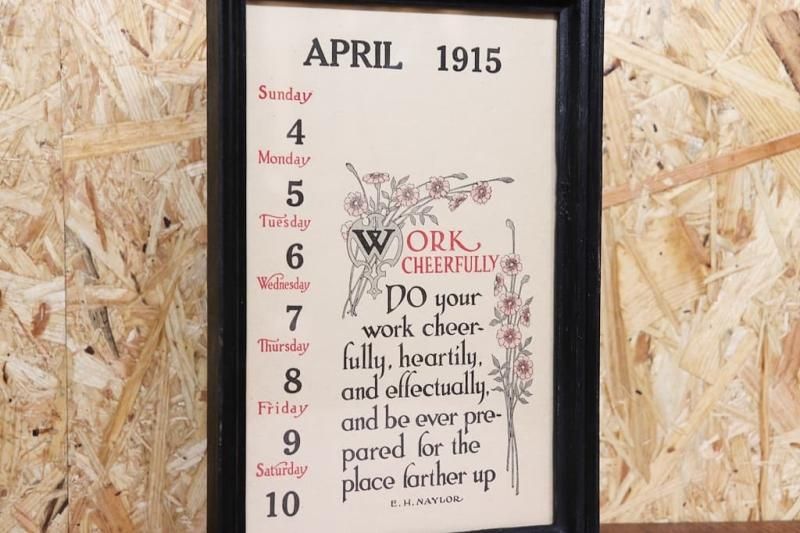 APRIL 1915
Sunday
4
Monday
5
Tuesday
6
Wednesday
7
Thursday
8
Friday
9
Saturday
10
WORK
CHEERFULLY
DO your
work cheer-
fully, heartily,
and effectually,
and be ever pre-
pared for the
place farther up
E. H. NAYLOR